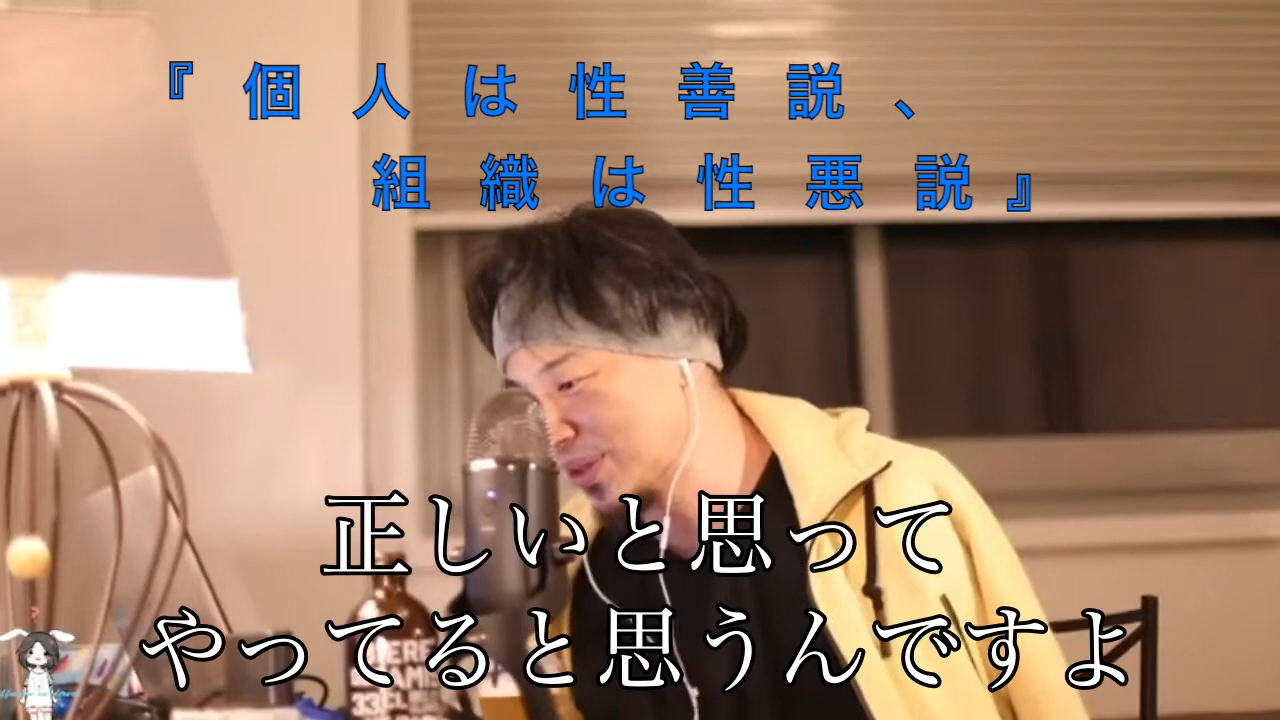 『個人は性善説、
組織は性悪説』
正しいと思って
やってると思うんですよ
33CL